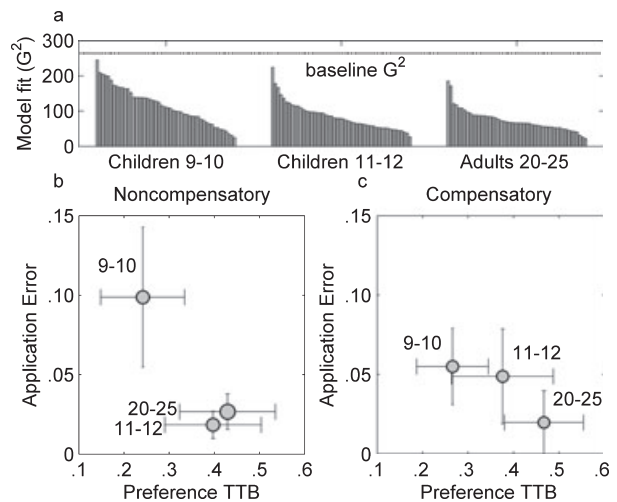 a
300
200
100
0
Model fit (G²)
baseline G²
Children 9-10 Children 11-12 Adults 20-25
b Noncompensatory
.15
.10
.05
0
Application Error
9-10
20-25
11-12
.1 .2 .3 .4 .5 .6
Preference TTB
c Compensatory
.15
.10
.05
0
Application Error
9-10
11-12
20-25
.1 .2 .3 .4 .5 .6
Preference TTB